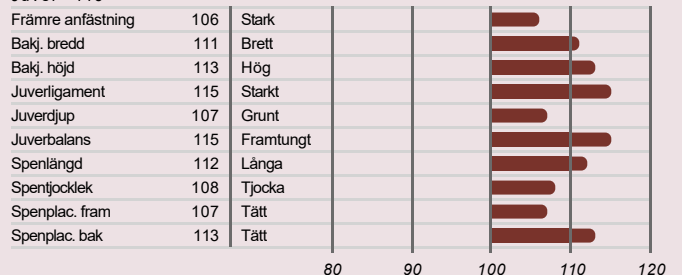 Främre anfästning 106 Stark
Bakj. bredd 111 Brett
Bakj. höjd 113 Hög
Juverligament 115 Starkt
Juverdjup 107 Grunt
Juverbalans 115 Framtungt
Spenlängd 112 Långa
Spentjocklek 108 Tjocka
Spenplac. fram 107 Tätt
Spenplac. bak 113 Tätt
80 90 100 110 120